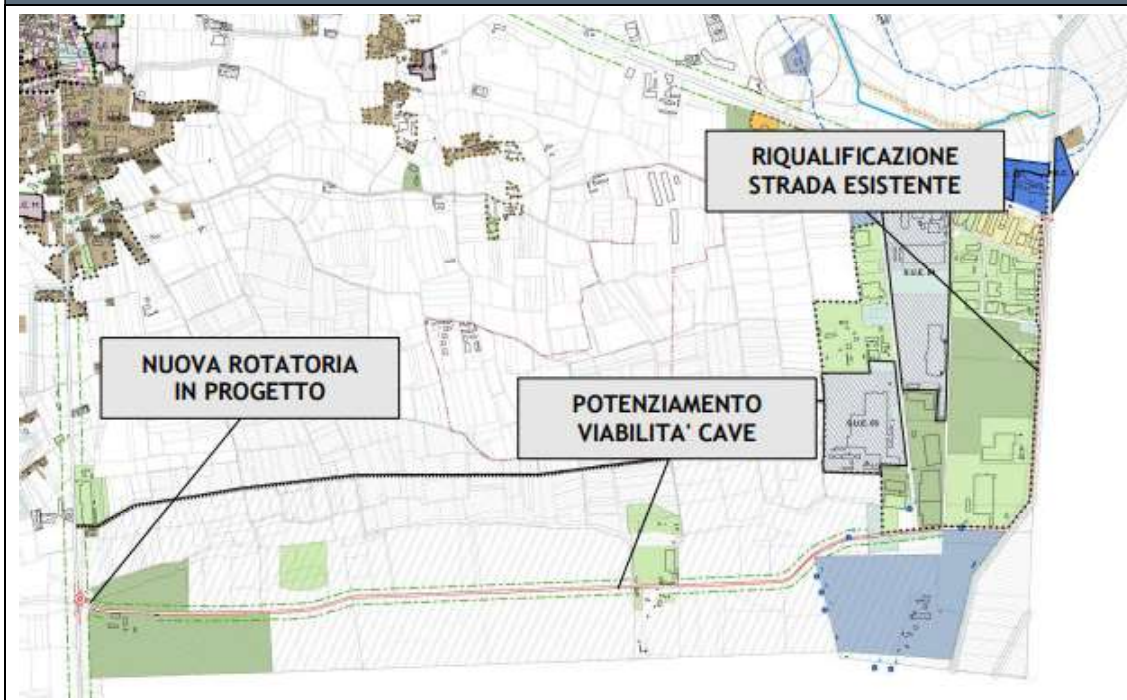 RIQUALIFICAZIONE
STRADA ESISTENTE
NUOVA ROTATORIA
IN PROGETTO
POTENZIAMENTO
VIABILITA' CAVE